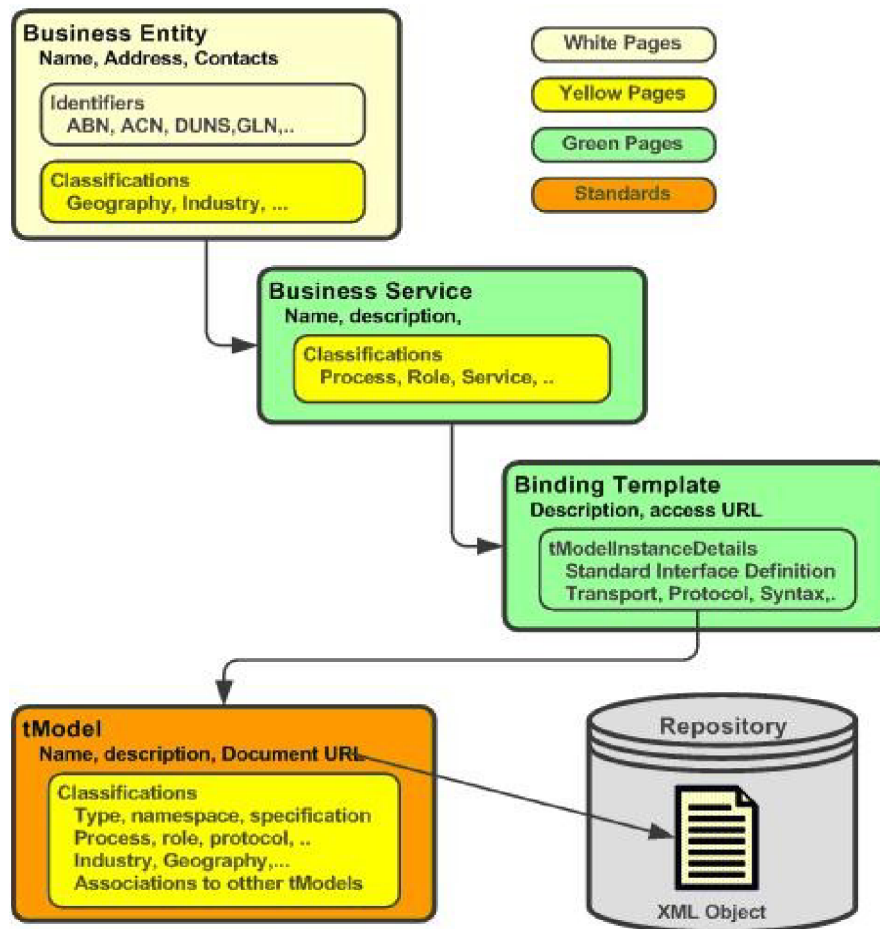 Business Entity
Name, Address, Contacts
Identifiers
ABN, ACN, DUNS,GLN,..
Classifications
Geography, Industry, ...
White Pages
Yellow Pages
Green Pages
Standards
Business Service
Name, description,
Classifications
Process, Role, Service, ..
Binding Template
Description, access URL
tModelInstanceDetails
Standard Interface Definition
Transport, Protocol, Syntax,.
tModel
Name, description, Document URL
Classifications
Type, namespace, specification
Process, role, protocol, ..
Industry, Geography,...
Associations to otther tModels
Repository
XML Object